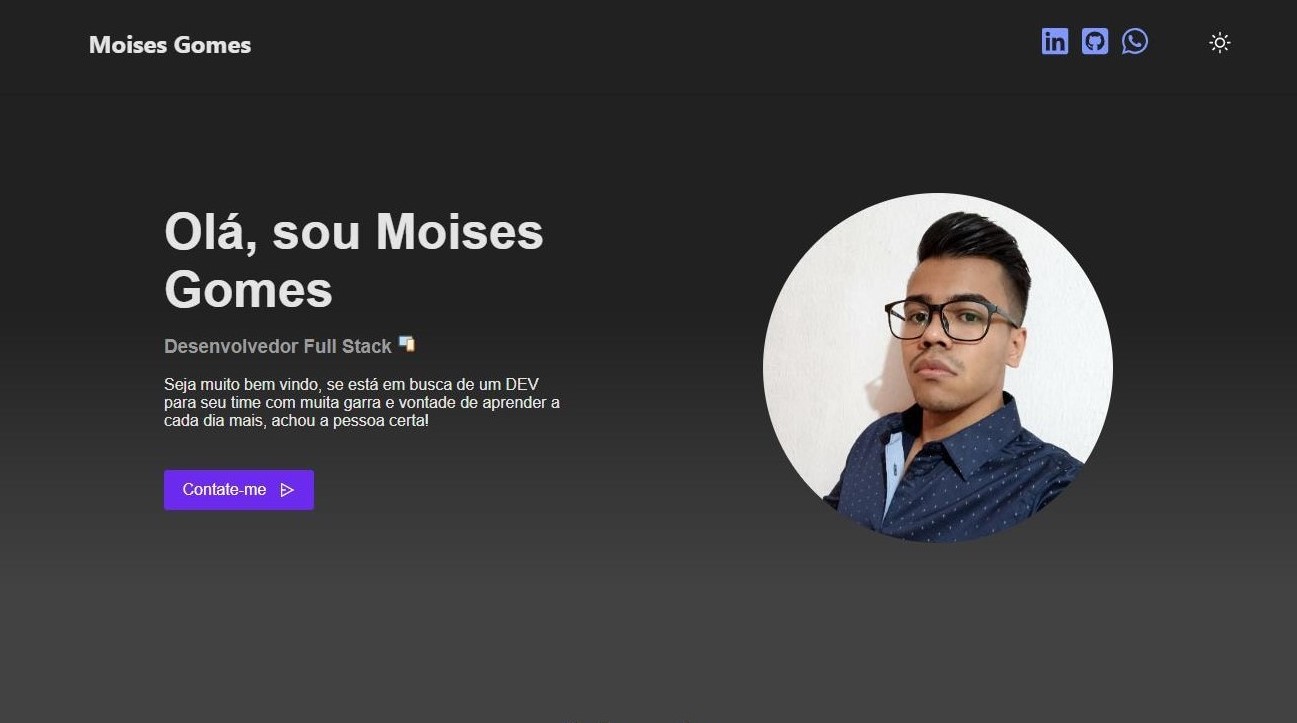 Moises Gomes
Olá, sou Moises
Gomes
Desenvolvedor Full Stack
Seja muito bem vindo, se está em busca de um DEV
para seu time com muita garra e vontade de aprender a
cada dia mais, achou a pessoa certa!
Contate-me